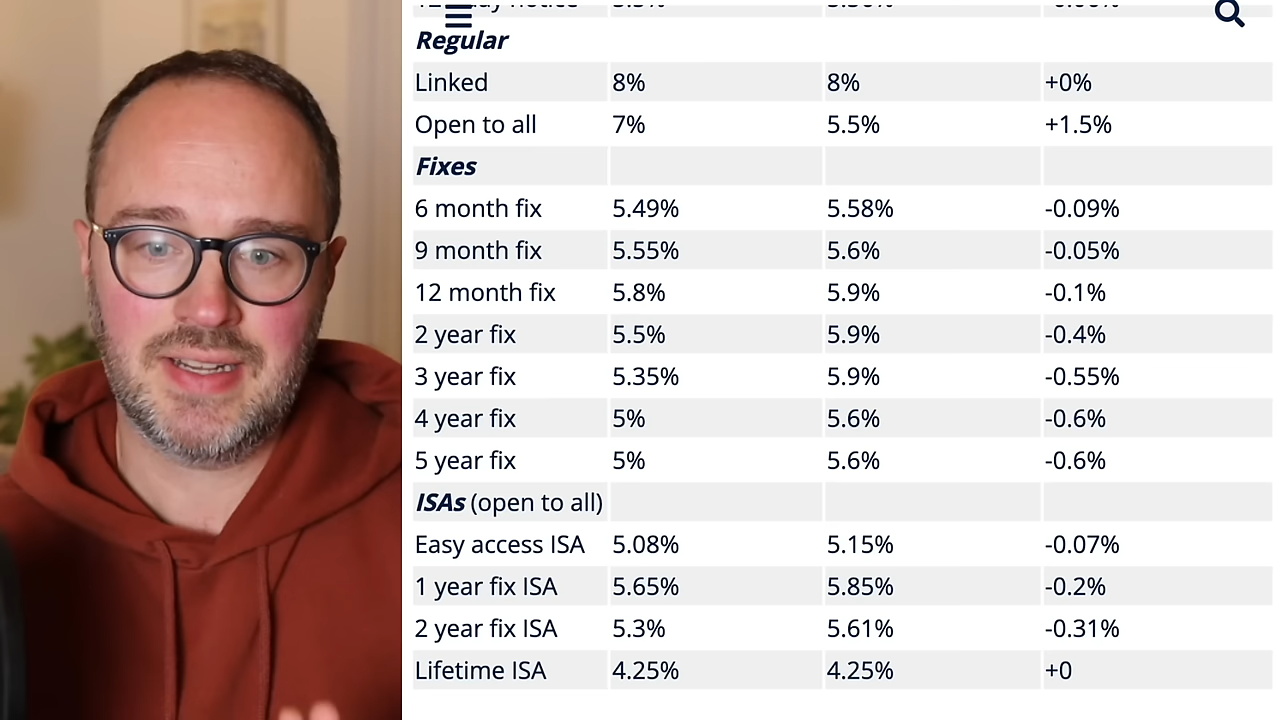 Regular
Linked 8% 8% +0%
Open to all 7% 5.5% +1.5%
Fixes
6 month fix 5.49% 5.58% -0.09%
9 month fix 5.55% 5.6% -0.05%
12 month fix 5.8% 5.9% -0.1%
2 year fix 5.5% 5.9% -0.4%
3 year fix 5.35% 5.9% -0.55%
4 year fix 5% 5.6% -0.6%
5 year fix 5% 5.6% -0.6%
ISAs (open to all)
Easy access ISA 5.08% 5.15% -0.07%
1 year fix ISA 5.65% 5.85% -0.2%
2 year fix ISA 5.3% 5.61% -0.31%
Lifetime ISA 4.25% 4.25% +0